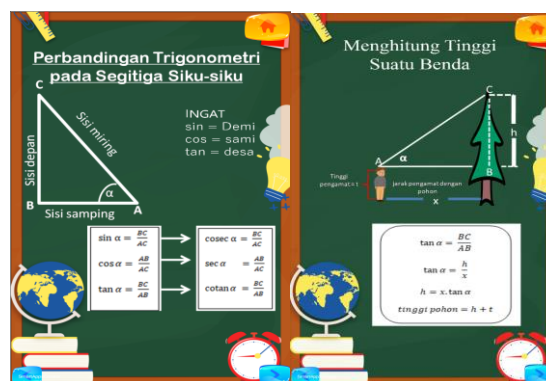 Perbandingan Trigonometri
pada Segitiga Siku-siku
C
Sisi depan
Sisi miring
α
B
Sisi samping
A
INGAT
sin = Demi
cos = sami
tan = desa
sin α = BC/AC
cos α = AB/AC
tan α = BC/AB
cosec α = BC/AC
sec α = AB/AC
cotan α = BC/AB
Menghitung Tinggi
Suatu Benda
C
h
A
α
B
Tinggi
pengamat = t
jarak pengamat dengan
pohon
x
tan α = BC/AB
tan α = h/x
h = x. tan α
tinggi pohon = h + t